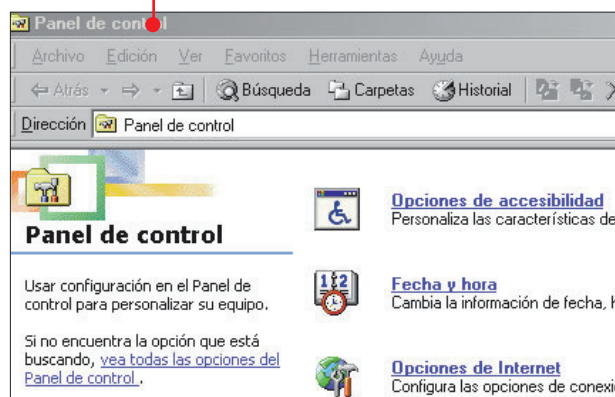 Panel de control
Archivo Edición Ver Favoritos Herramientas Ayuda
Atrás Búsqueda Carpetas Historial
Dirección Panel de control
Panel de control
Usar configuración en el Panel de
control para personalizar su equipo.
Si no encuentra la opción que está
buscando, vea todas las opciones del
Panel de control.
Opciones de accesibilidad
Personaliza las características de
Fecha y hora
Cambia la información de fecha,
Opciones de Internet
Configura las opciones de